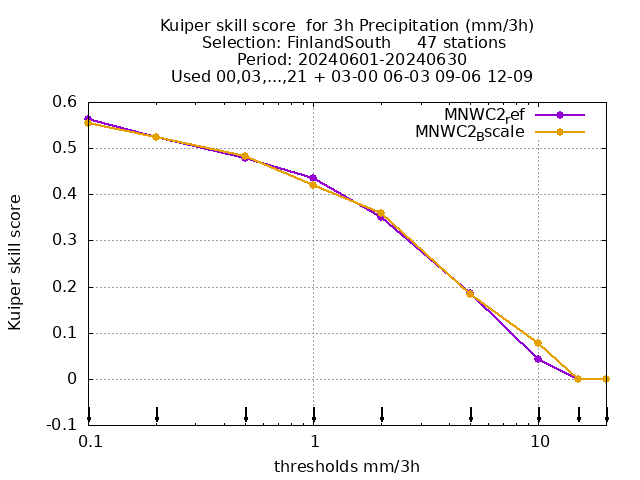 Kuiper skill score  for 3h Precipitation (mm/3h)
Selection: FinlandSouth     47 stations
Period: 20240601-20240630
Used 00,03,...,21 + 03-00 06-03 09-06 12-09
MNWC2ref
MNWC2Bscale
0.6
0.5
0.4
0.3
0.2
0.1
0
-0.1
Kuiper skill score
0.1 1 10
thresholds mm/3h